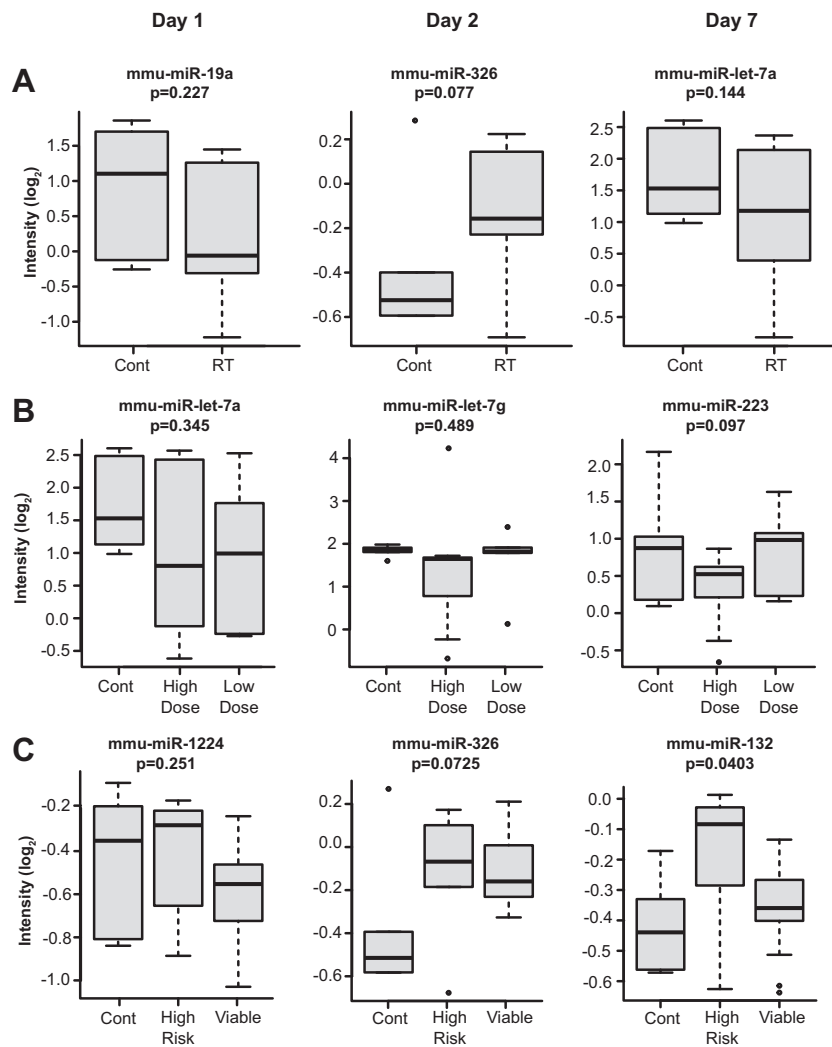 Day 1
Day 2
Day 7
A
mmu-miR-19a
p=0.227
mmu-miR-326
p=0.077
mmu-miR-let-7a
p=0.144
Intensity (log2)
1.5
1.0
0.5
0.0
-0.5
-1.0
Cont
RT
0.2
0.0
-0.2
-0.4
-0.6
Cont
RT
2.5
2.0
1.5
1.0
0.5
0.0
-0.5
Cont
RT
B
mmu-miR-let-7a
p=0.345
mmu-miR-let-7g
p=0.489
mmu-miR-223
p=0.097
Intensity (log2)
2.5
2.0
1.5
1.0
0.5
0.0
-0.5
Cont
High
Dose
Low
Dose
4
3
2
1
0
Cont
High
Dose
Low
Dose
2.0
1.5
1.0
0.5
0.0
-0.5
Cont
High
Dose
Low
Dose
C
mmu-miR-1224
p=0.251
mmu-miR-326
p=0.0725
mmu-miR-132
p=0.0403
Intensity (log2)
-0.2
-0.4
-0.6
-0.8
-1.0
Cont
High
Risk
Viable
0.2
0.0
-0.2
-0.4
-0.6
Cont
High
Risk
Viable
0.0
-0.1
-0.2
-0.3
-0.4
-0.5
-0.6
Cont
High
Risk
Viable